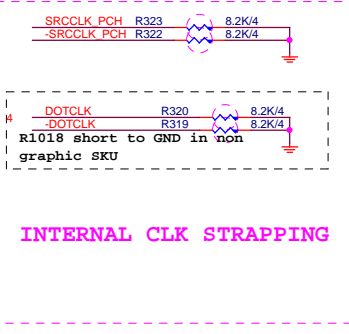 SRCCLK_PCH R323 8.2K/4
-SRCCLK_PCH R322 8.2K/4
4 DOTCLK R320 8.2K/4
-DOTCLK R319 8.2K/4
R1018 short to GND in non
graphic SKU
INTERNAL CLK STRAPPING